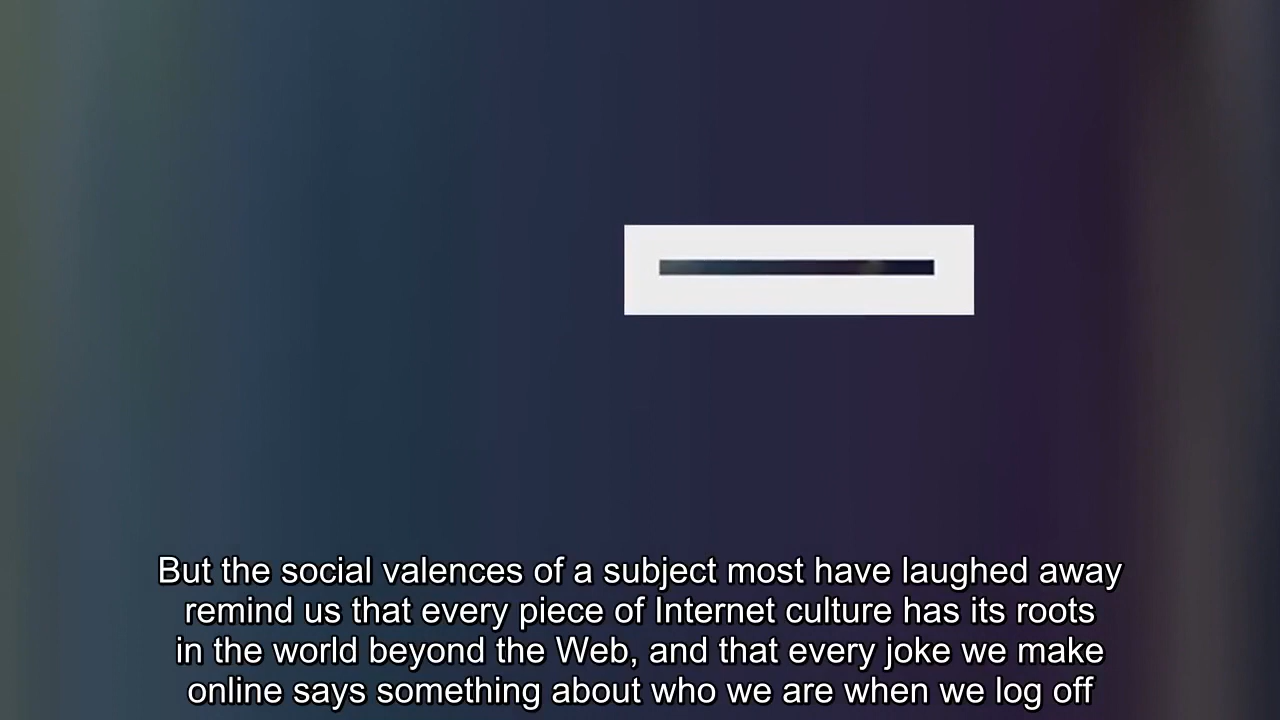 But the social valences of a subject most have laughed away
remind us that every piece of Internet culture has its roots
in the world beyond the Web, and that every joke we make
online says something about who we are when we log off